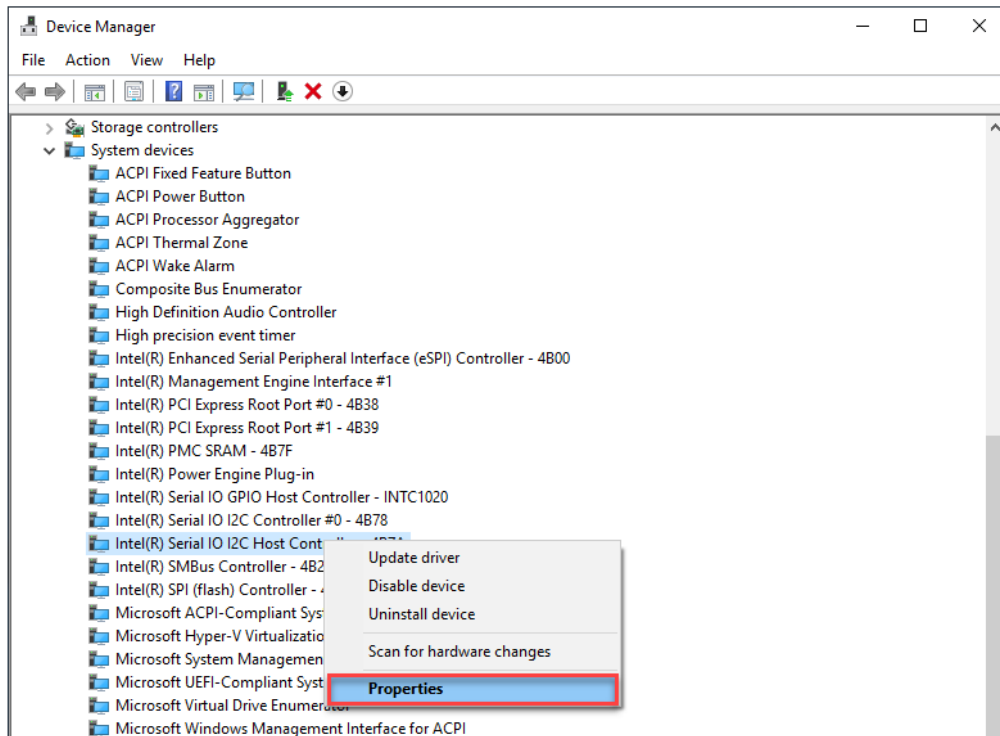 Device Manager
File Action View Help
Storage controllers
System devices
ACPI Fixed Feature Button
ACPI Power Button
ACPI Processor Aggregator
ACPI Thermal Zone
ACPI Wake Alarm
Composite Bus Enumerator
High Definition Audio Controller
High precision event timer
Intel(R) Enhanced Serial Peripheral Interface (eSPI) Controller - 4B00
Intel(R) Management Engine Interface #1
Intel(R) PCI Express Root Port #0 - 4B38
Intel(R) PCI Express Root Port #1 - 4B39
Intel(R) PMC SRAM - 4B7F
Intel(R) Power Engine Plug-in
Intel(R) Serial IO GPIO Host Controller - INTC1020
Intel(R) Serial IO I2C Controller #0 - 4B78
Intel(R) Serial IO I2C Host
Intel(R) SMBus Controller -
Intel(R) SPI (flash) Controller -
Microsoft ACPI-Compliant
Microsoft Hyper-V
Microsoft System
Microsoft UEFI-Compliant
Microsoft Virtual Drive Enumerator
Microsoft Windows Management Interface for ACPI
Update driver
Disable device
Uninstall device
Scan for hardware changes
Properties